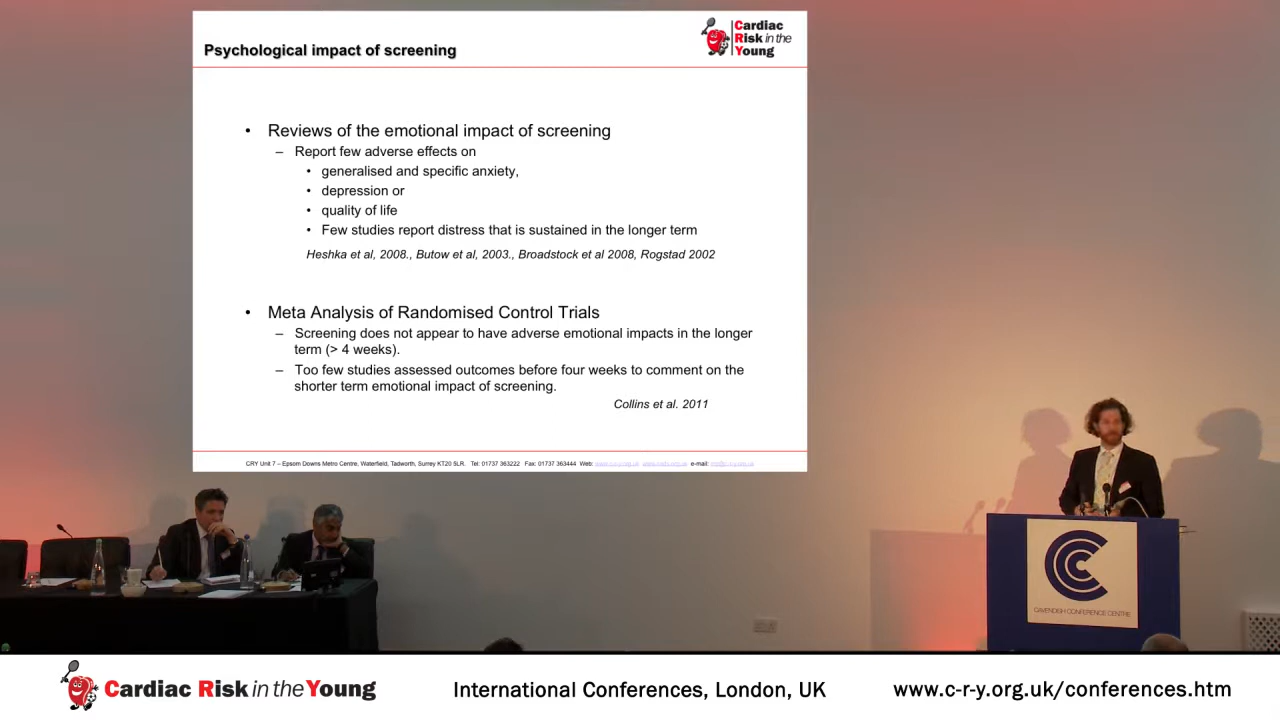 Psychological impact of screening
Cardiac
Risk in the
Young
• Reviews of the emotional impact of screening
– Report few adverse effects on
• generalised and specific anxiety,
• depression or
• quality of life
• Few studies report distress that is sustained in the longer term
Heshka et al, 2008., Butow et al, 2003., Broadstock et al 2008, Rogstad 2002
• Meta Analysis of Randomised Control Trials
– Screening does not appear to have adverse emotional impacts in the longer
term (> 4 weeks).
– Too few studies assessed outcomes before four weeks to comment on the
shorter term emotional impact of screening.
Collins et al. 2011
CRY Unit 7 – Epsom Downs Metro Centre, Waterfield, Tadworth, Surrey KT20 5LR. Tel: 01737 363222 Fax: 01737 363444 Web: e-mail:
CAVENDISH CONFERENCE CENTRE
Cardiac Risk in the Young
International Conferences, London, UK
www.c-r-y.org.uk/conferences.htm